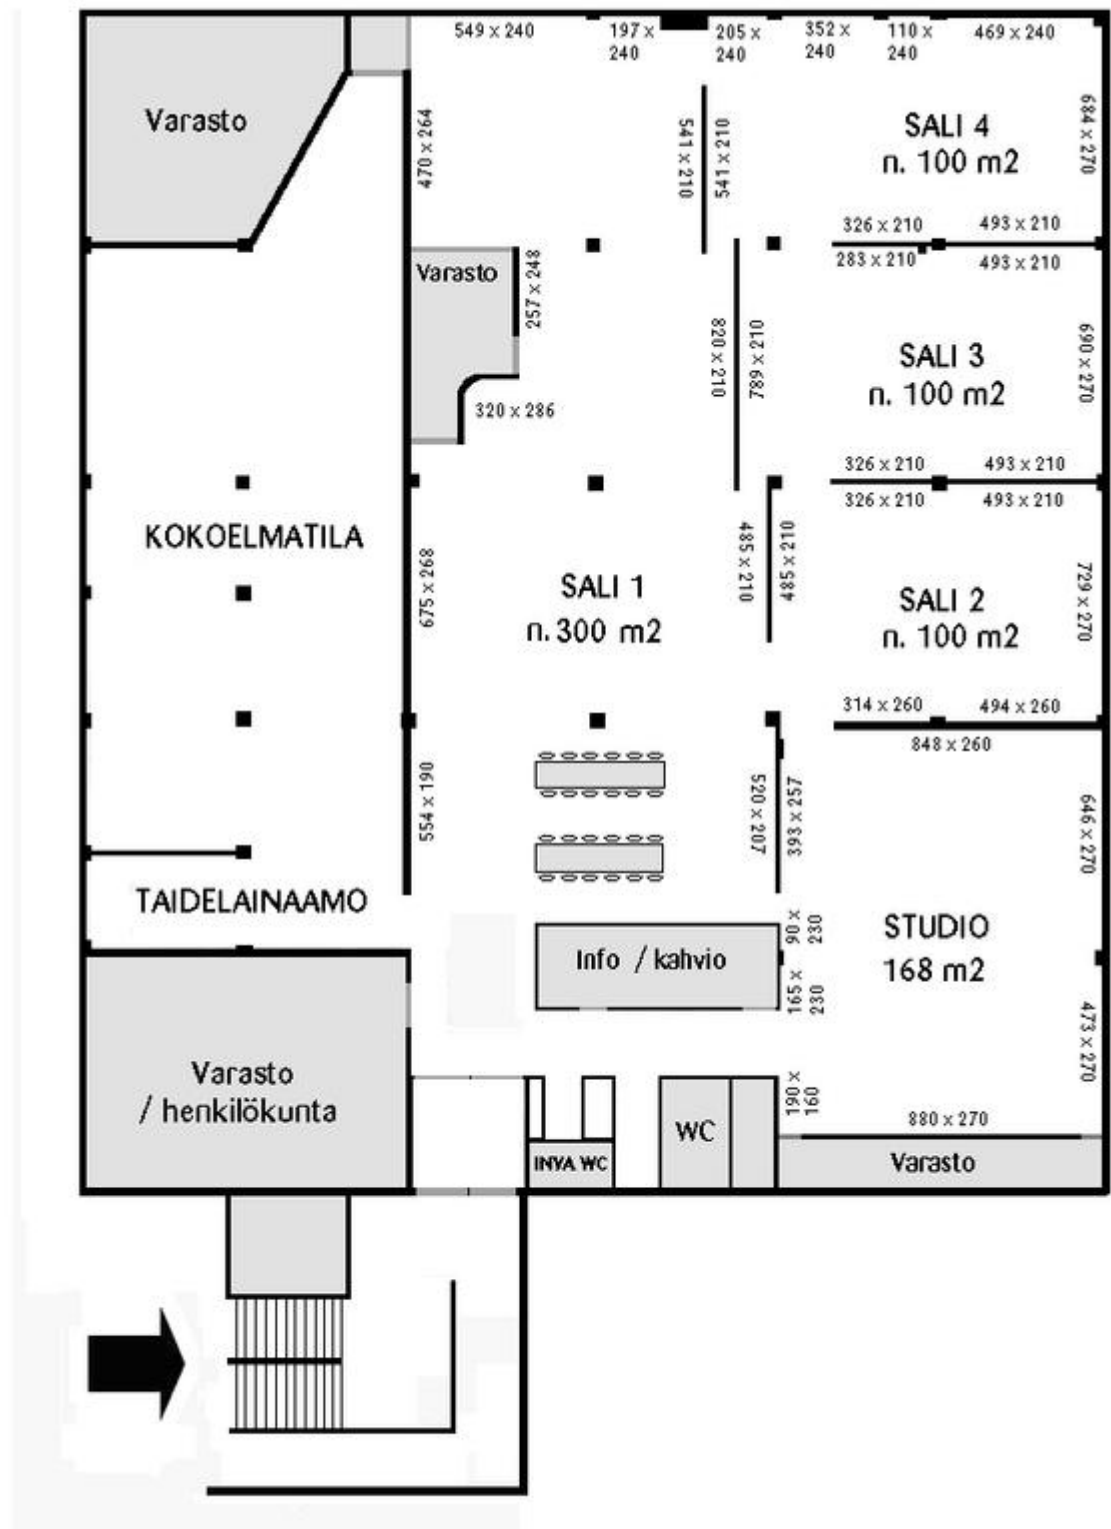 549 x 240
197 x
240
205 x
240
352 x
240
110 x
240
469 x 240
Varasto
470 x 264
541 x 210
541 x 210
SALI 4
n. 100 m2
684 x 270
326 x 210
493 x 210
283 x 210
493 x 210
Varasto
257 x 248
320 x 286
820 x 210
789 x 210
SALI 3
n. 100 m2
690 x 270
326 x 210
493 x 210
326 x 210
493 x 210
KOKOELMATILA
675 x 268
SALI 1
n. 300 m2
485 x 210
485 x 210
SALI 2
n. 100 m2
729 x 270
314 x 260
494 x 260
848 x 260
554 x 190
520 x 207
393 x 257
646 x 270
TAIDELAINAAMO
Info / kahvio
90 x
230
165 x
230
STUDIO
168 m2
473 x 270
Varasto
/ henkilökunta
190 x
160
880 x 270
WC
INVA WC
Varasto